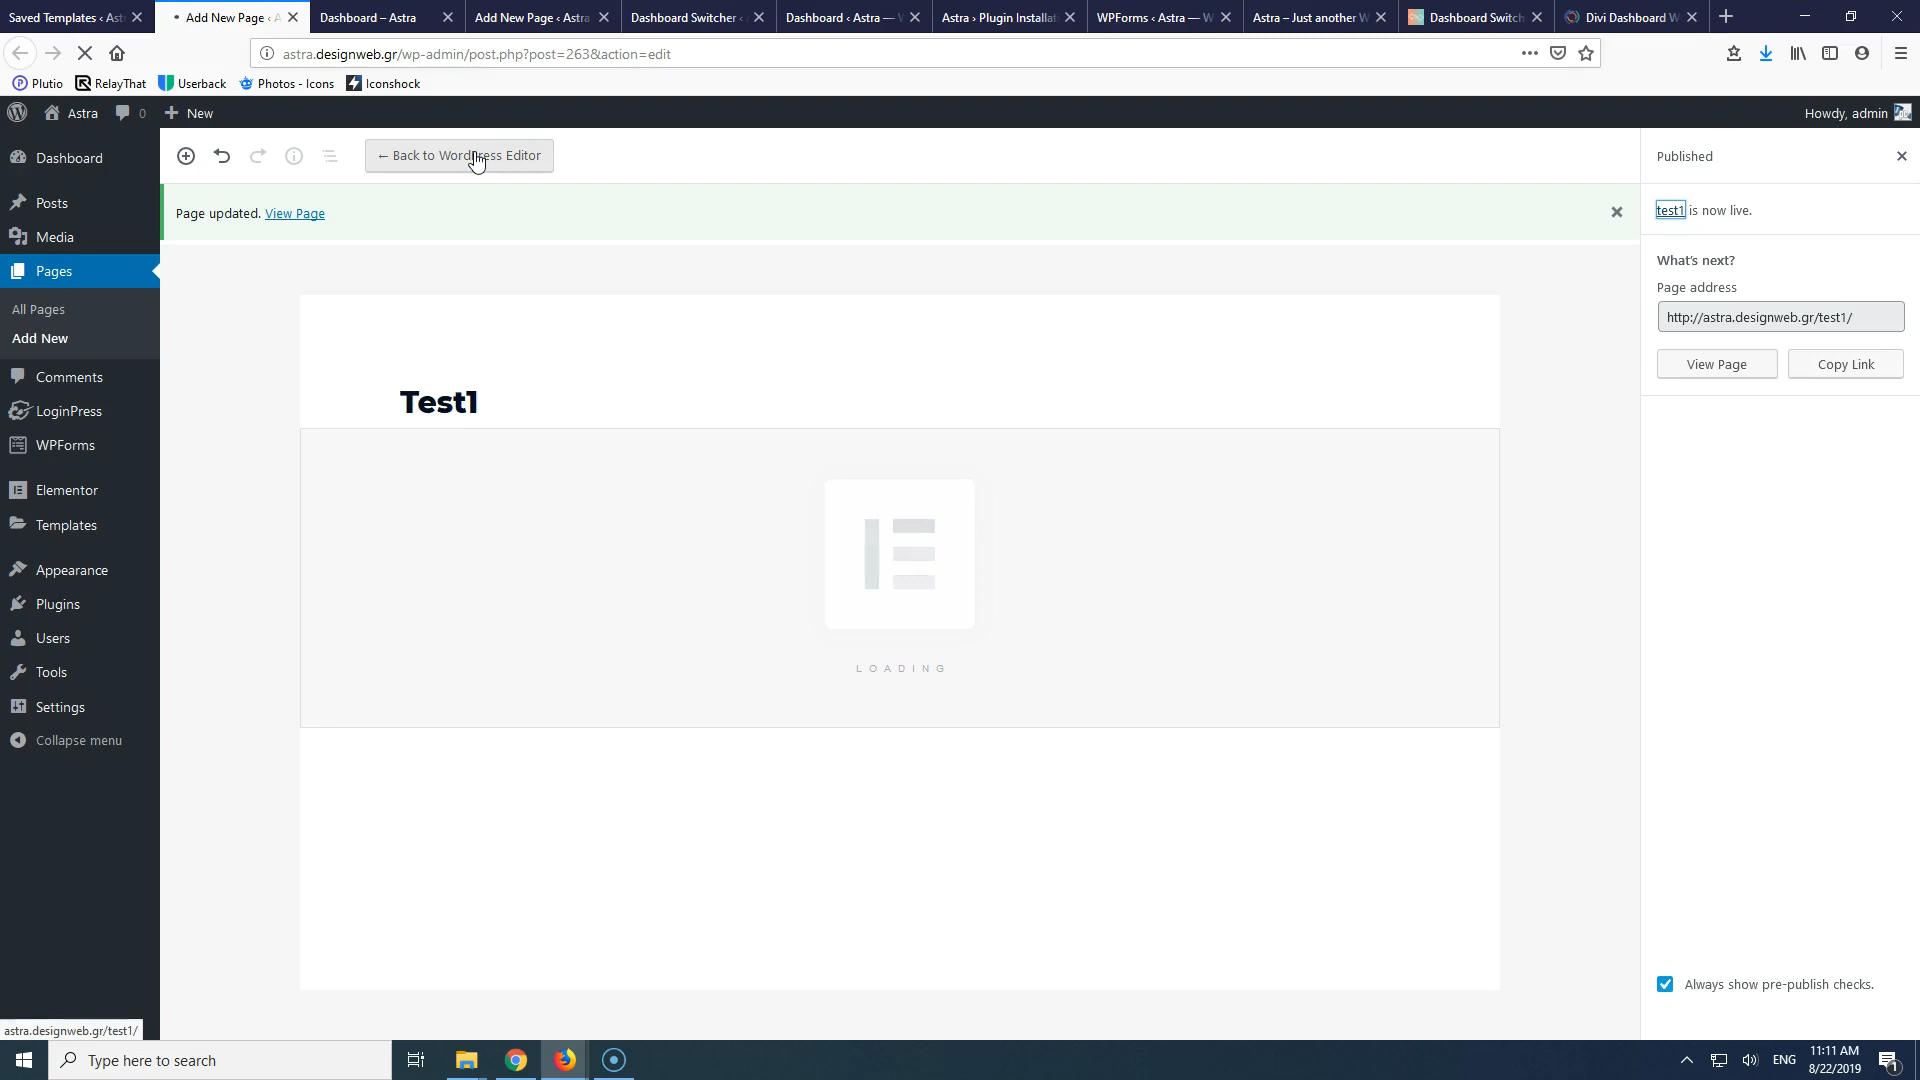 Saved Templates ‹ Ast
Add New Page ‹ A
Dashboard – Astra
Add New Page ‹ Astra
Dashboard Switcher ‹
Dashboard ‹ Astra —
Astra › Plugin Installat
WPForms ‹ Astra — W
Astra – Just another W
Dashboard Switch
Divi Dashboard W
astra.designweb.gr/wp-admin/post.php?post=263&action=edit
Plutio
RelayThat
Userback
Photos - Icons
Iconshock
Astra
0
New
Howdy, admin
Dashboard
Posts
Media
Pages
All Pages
Add New
Comments
LoginPress
WPForms
Elementor
Templates
Appearance
Plugins
Users
Tools
Settings
Collapse menu
← Back to WordPress Editor
Page updated. View Page
Test1
LOADING
Published
test1 is now live.
What's next?
Page address
http://astra.designweb.gr/test1/
View Page
Copy Link
Always show pre-publish checks.
astra.designweb.gr/test1/
Type here to search
ENG
11:11 AM
8/22/2019
1